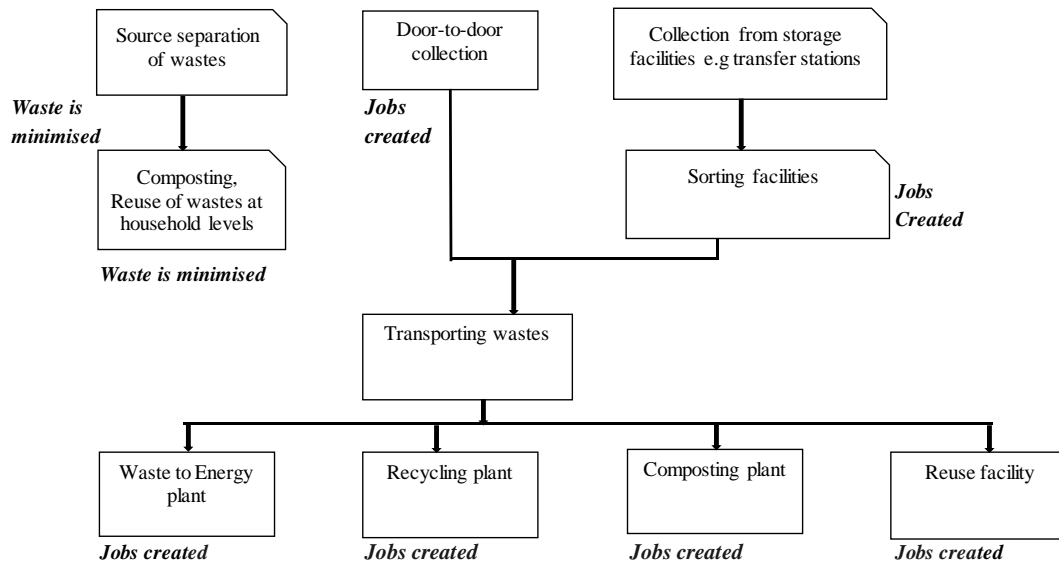 Source separation
of wastes
Door-to-door
collection
Collection from storage
facilities e.g transfer stations
Waste is
minimised
Jobs
created
Composting,
Reuse of wastes at
household levels
Sorting facilities
Jobs
Created
Waste is minimised
Transporting wastes
Waste to Energy
plant
Recycling plant
Composting plant
Reuse facility
Jobs created
Jobs created
Jobs created
Jobs created